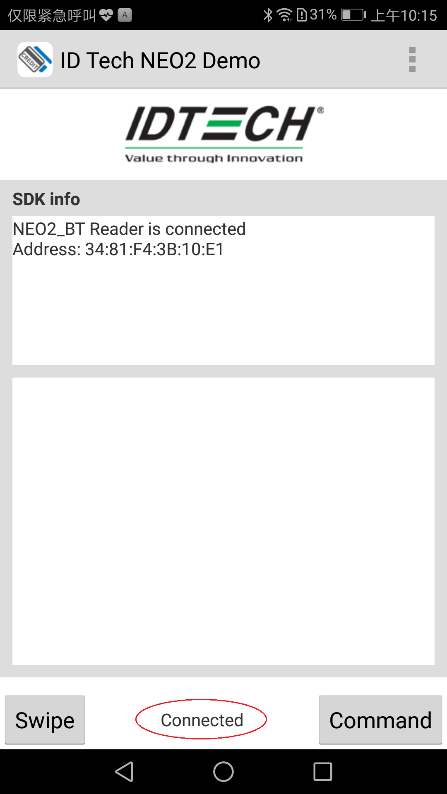 仅限紧急呼叫 A 31% 上午10:15
CREDIT ID Tech NEO2 Demo
IDTECH®
Value through Innovation
SDK info
NEO2_BT Reader is connected
Address: 34:81:F4:3B:10:E1
Swipe Connected Command